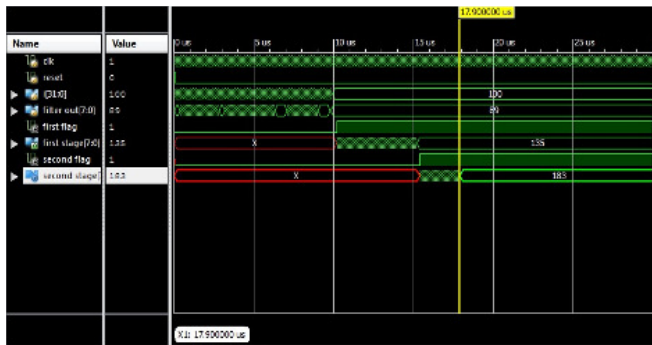 17.900000 us
Name Value
0 us 5 us 10 us 15 us 20 us 25 us
clk 1
reset 0
i[31:0] 100 100
filter out[7:0] 89 89
first flag 1
first stage[7:0] 135 X 135
second flag 1
second stage[ 183 X 183
X1: 17.900000 us